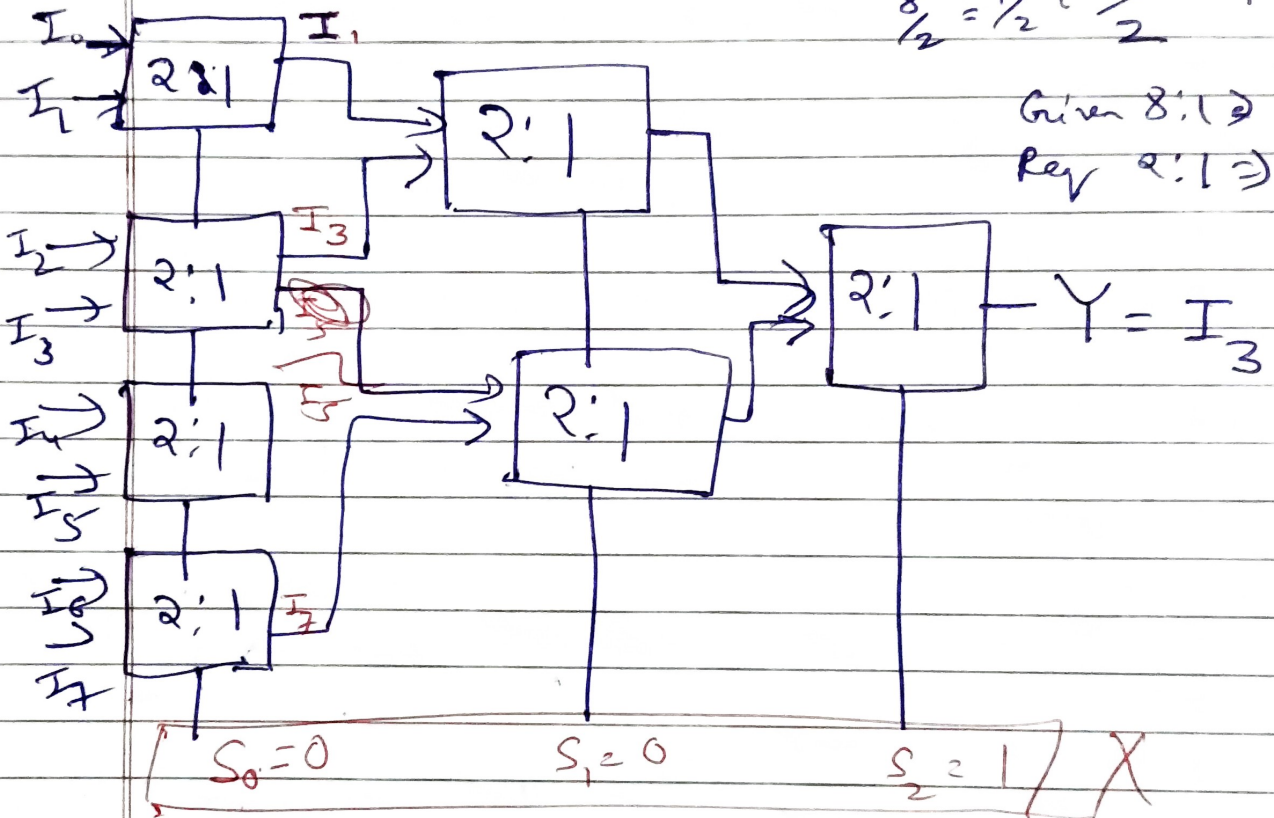 8/2 = 4/2 = 2/2
I0
I1
2:1
I1
2:1
Given 8:1 ⇒
Req 2:1 ⇒
I2
I3
2:1
I3
I5
2:1
Y = I3
I4
I5
2:1
2:1
I6
I7
2:1
I7
S0 = 0
S1 = 0
S2 = 1
X